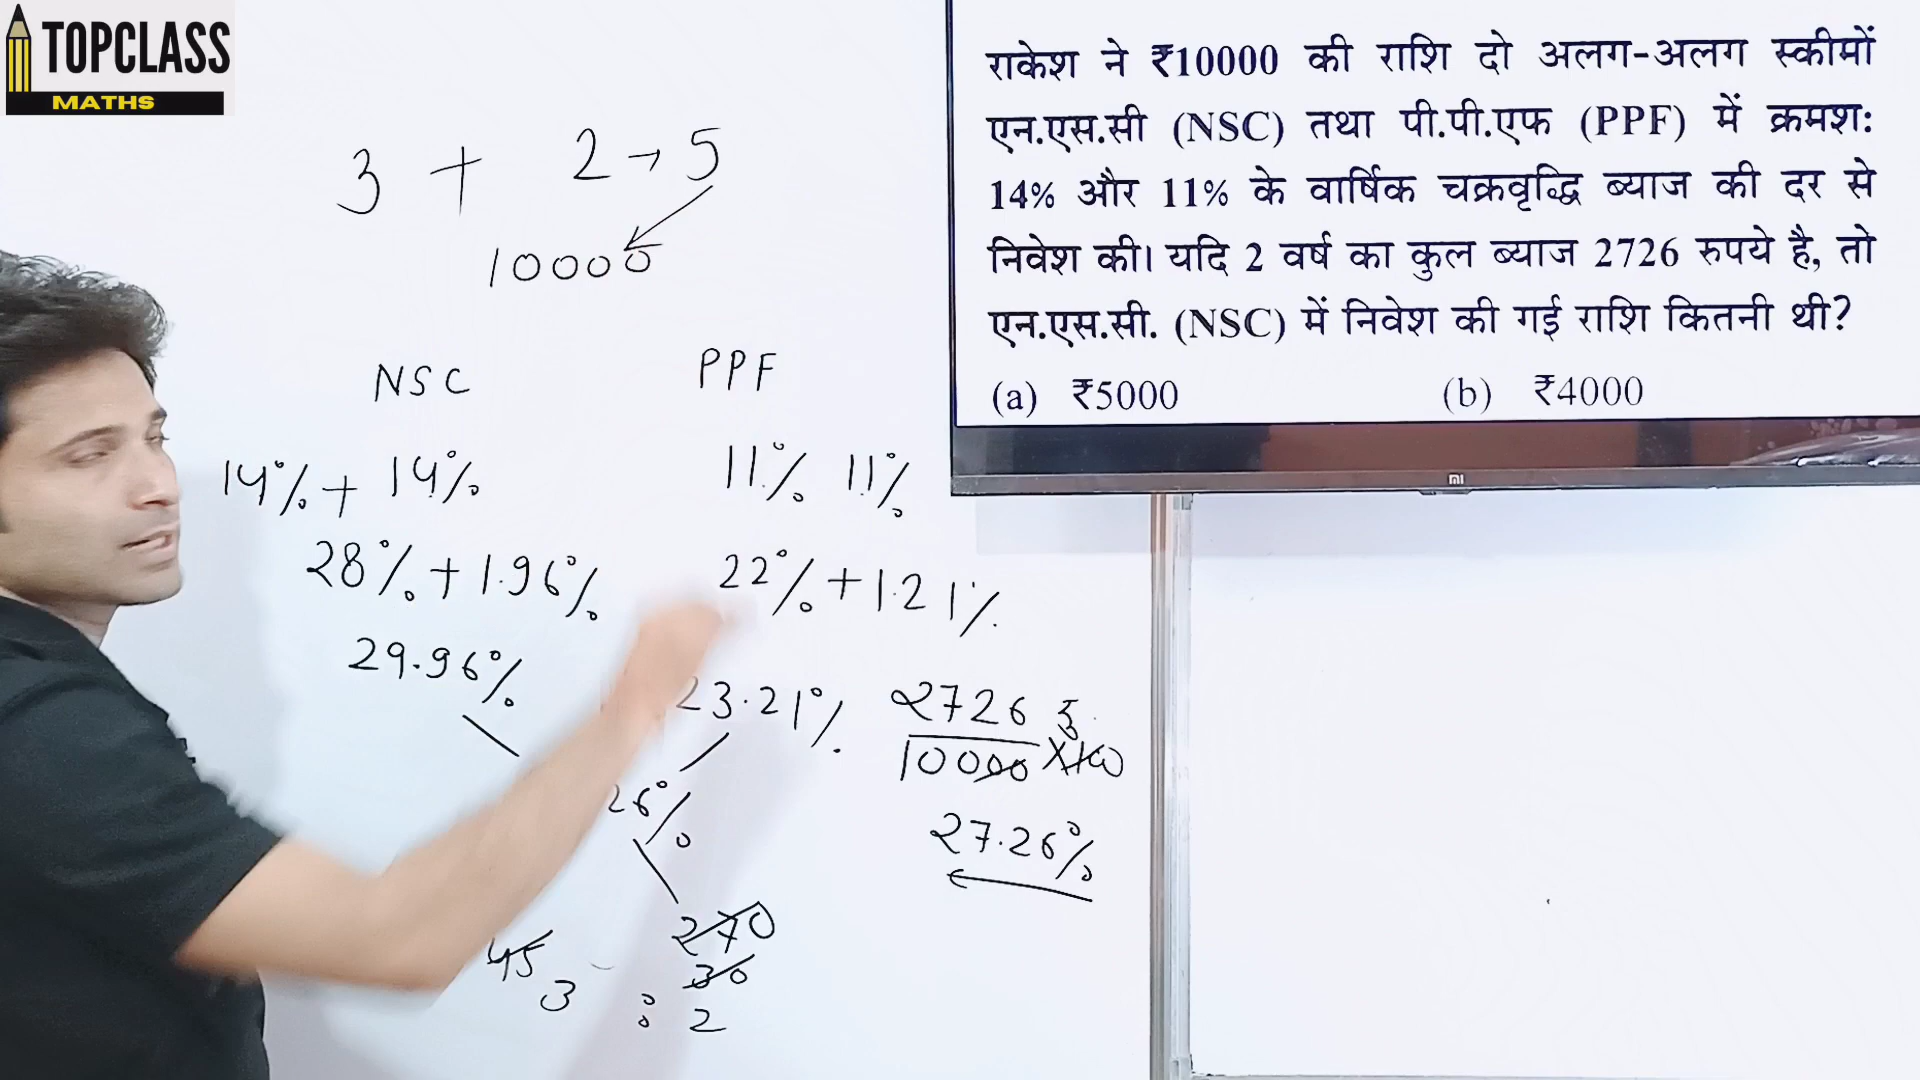 TOPCLASS
MATHS
राकेश ने ₹10000 की राशि दो अलग-अलग स्कीमों
एन.एस.सी (NSC) तथा पी.पी.एफ (PPF) में क्रमश:
14% और 11% के वार्षिक चक्रवृद्धि ब्याज की दर से
निवेश की। यदि 2 वर्ष का कुल ब्याज 2726 रुपये है, तो
एन.एस.सी. (NSC) में निवेश की गई राशि कितनी थी?
(a) ₹5000 (b) ₹4000
mi
3 + 2 → 5
10000
NSC PPF
14% + 14% 11% 11%
28% + 1.96% 22% + 1.21%
29.96% 23.21%
2726 रु
10000 × 100
26%
27.26%
45 270
30
3 : 2